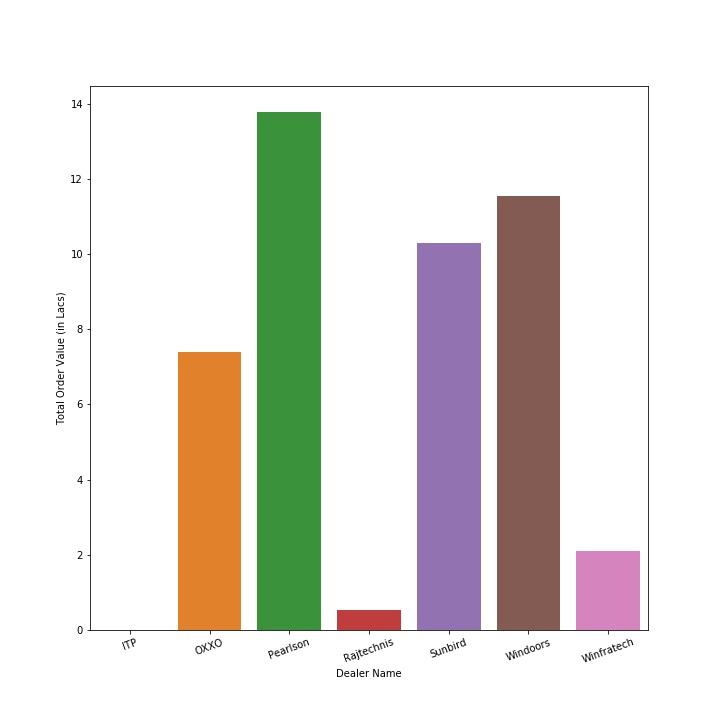 14
12
10
8
6
4
2
0
Total Order Value (in Lacs)
ITP
OXXO
Pearlson
Rajtechnis
Sunbird
Windoors
Winfratech
Dealer Name